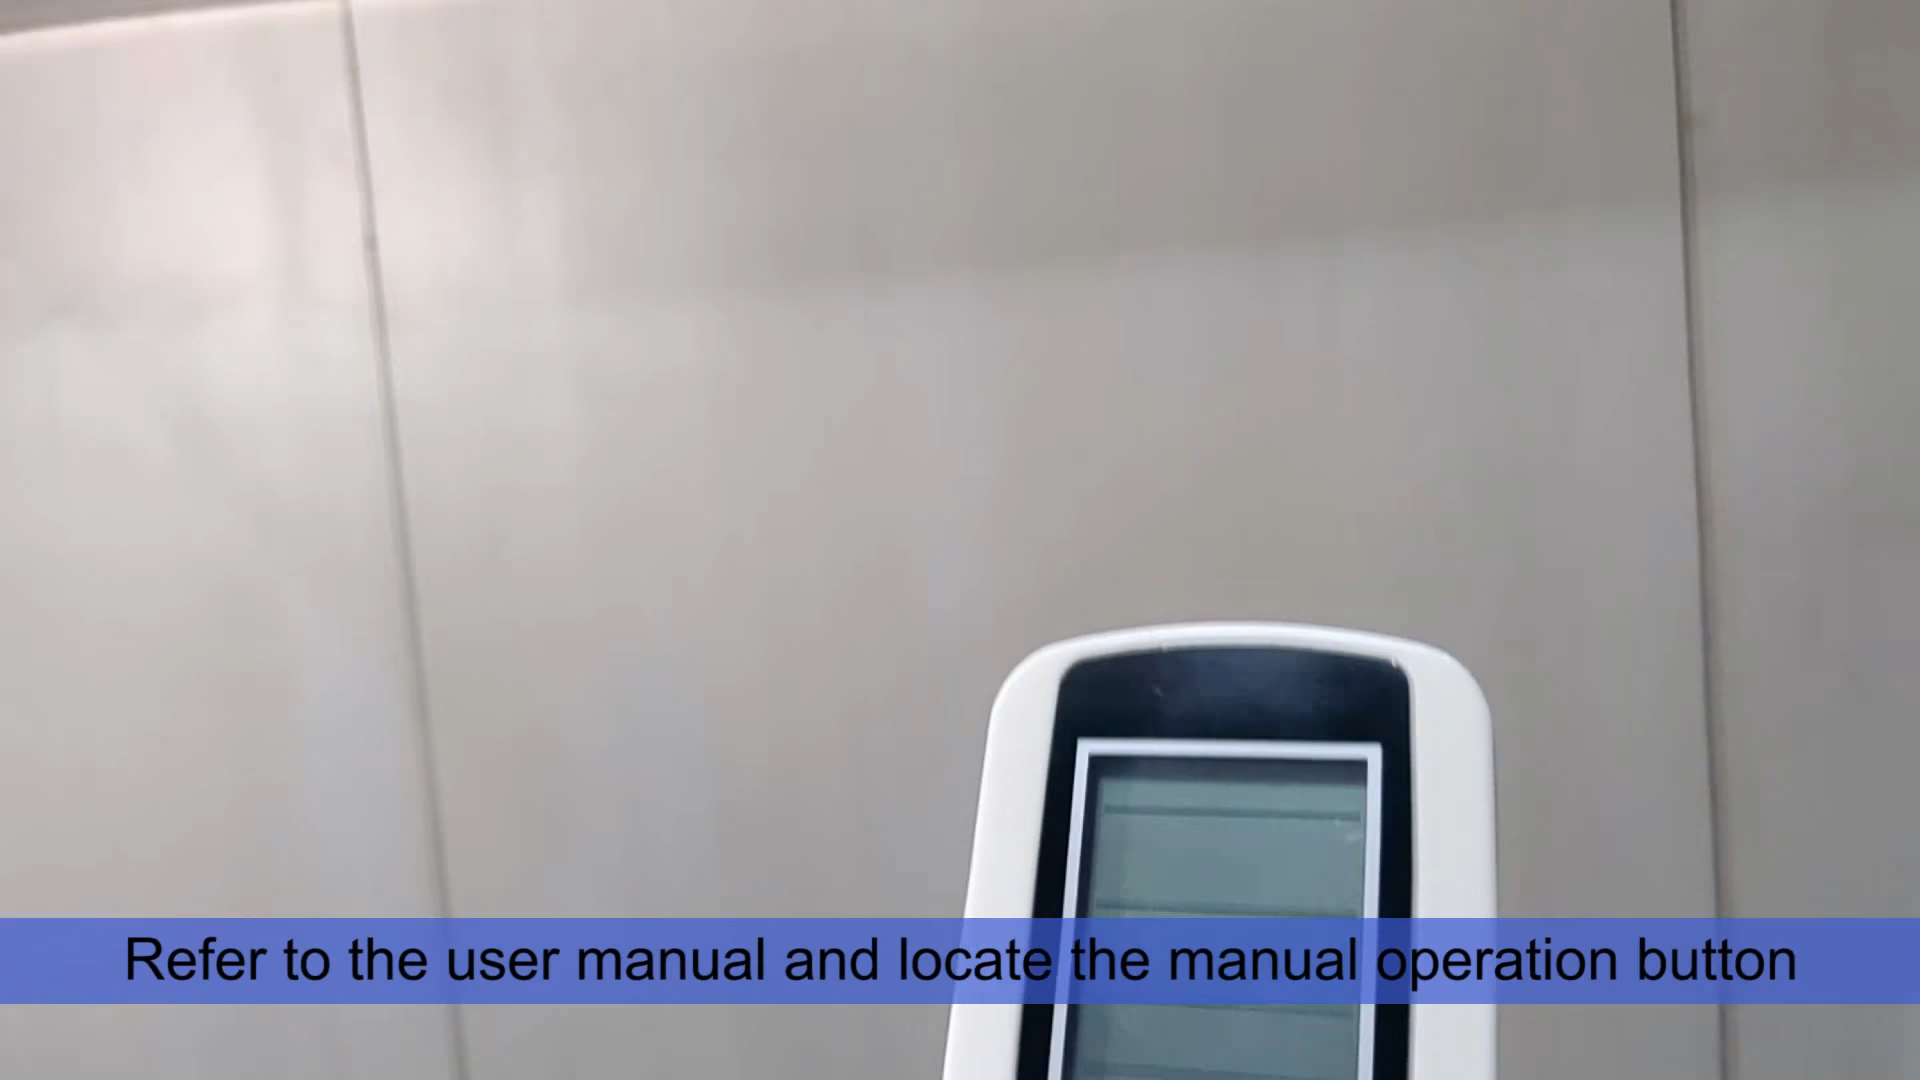 Refer to the user manual and locate the manual operation button